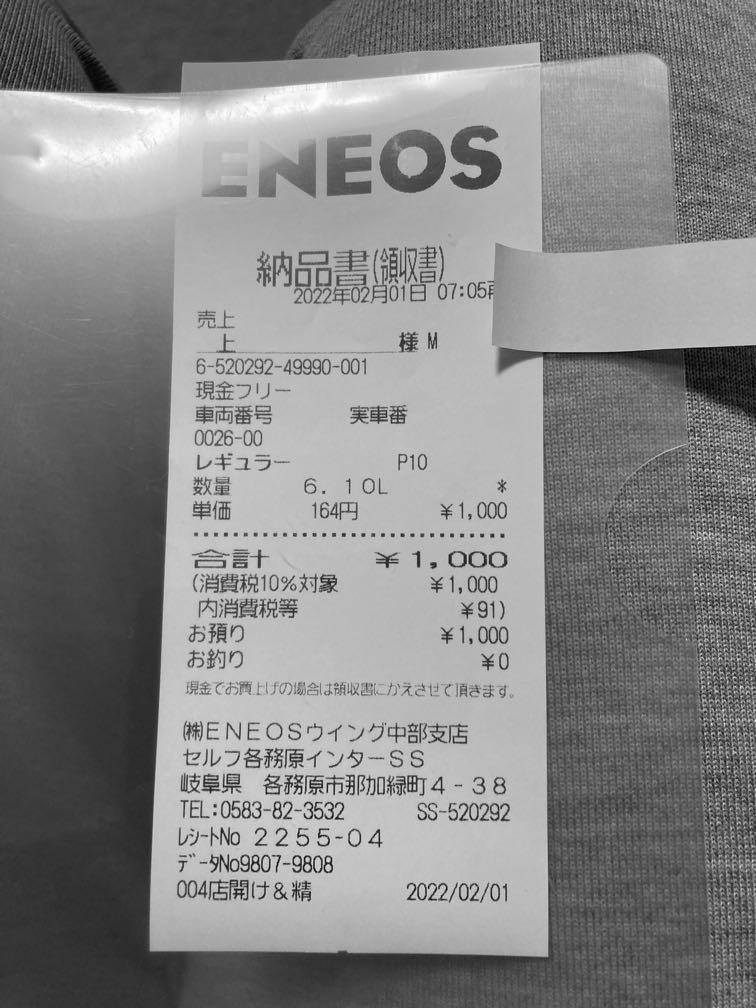 ENEOS
納品書(領収書)
2022年02月01日 07:05再
売上
上 様 M
6-520292-49990-001
現金フリー
車両番号 実車番
0026-00
レギュラー P10
数量 6.10L *
単価 164円 ¥1,000
合計 ¥1,000
(消費税10%対象 ¥1,000
内消費税等 ¥91)
お預り ¥1,000
お釣り ¥0
現金でお買上げの場合は領収書にかえさせて頂きます。
㈱ENEOSウイング中部支店
セルフ各務原インターSS
岐阜県 各務原市那加緑町4-38
TEL:0583-82-3532 SS-520292
レシートNo 2255-04
データNo9807-9808
004店開け&精 2022/02/01